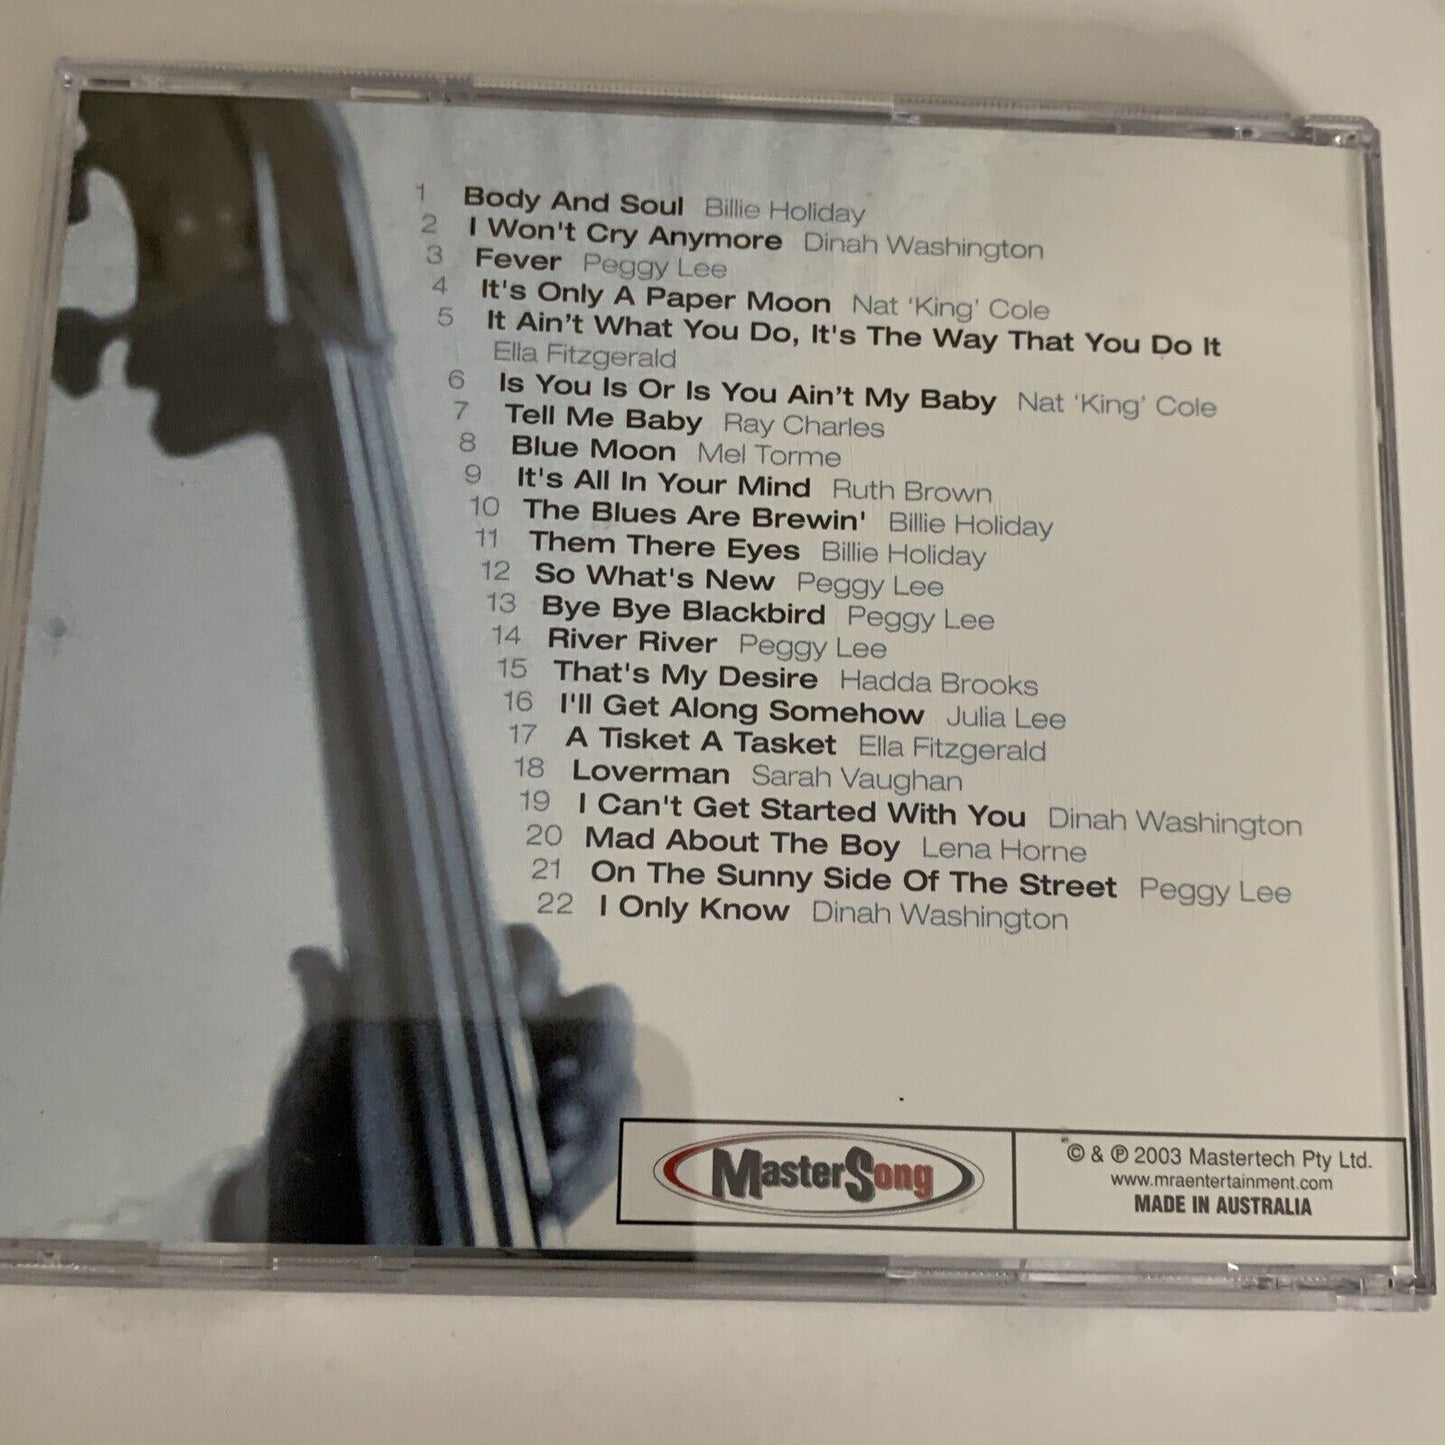 1 Body And Soul Billie Holiday
2 I Won't Cry Anymore Dinah Washington
3 Fever Peggy Lee
4 It's Only A Paper Moon Nat ‘King’ Cole
5 It Ain’t What You Do, It's The Way That You Do It
Ella Fitzgerald
6 Is You Is Or Is You Ain’t My Baby Nat ‘King’ Cole
7 Tell Me Baby Ray Charles
8 Blue Moon Mel Torme
9 It's All In Your Mind Ruth Brown
10 The Blues Are Brewin' Billie Holiday
11 Them There Eyes Billie Holiday
12 So What's New Peggy Lee
13 Bye Bye Blackbird Peggy Lee
14 River River Peggy Lee
15 That's My Desire Hadda Brooks
16 I'll Get Along Somehow Julia Lee
17 A Tisket A Tasket Ella Fitzgerald
18 Loverman Sarah Vaughan
19 I Can't Get Started With You Dinah Washington
20 Mad About The Boy Lena Horne
21 On The Sunny Side Of The Street Peggy Lee
22 I Only Know Dinah Washington
MasterSong
© & ℗ 2003 Mastertech Pty Ltd.
www.mraentertainment.com
MADE IN AUSTRALIA